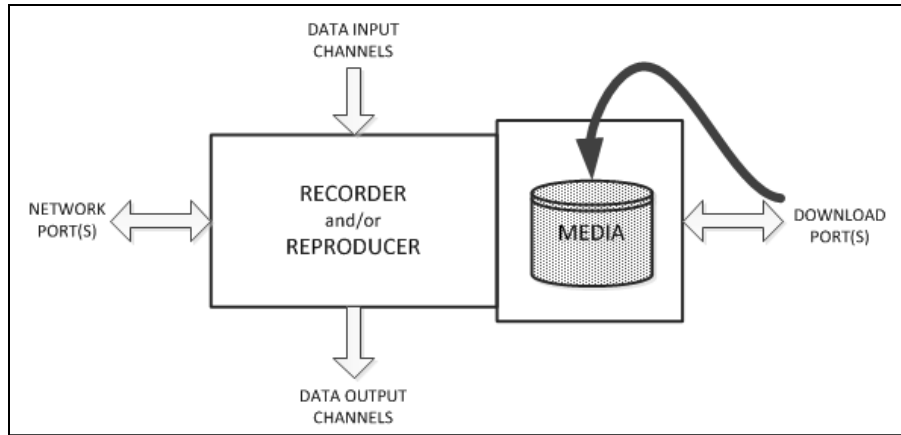 DATA INPUT
CHANNELS
NETWORK
PORT(S)
RECORDER
and/or
REPRODUCER
MEDIA
DOWNLOAD
PORT(S)
DATA OUTPUT
CHANNELS